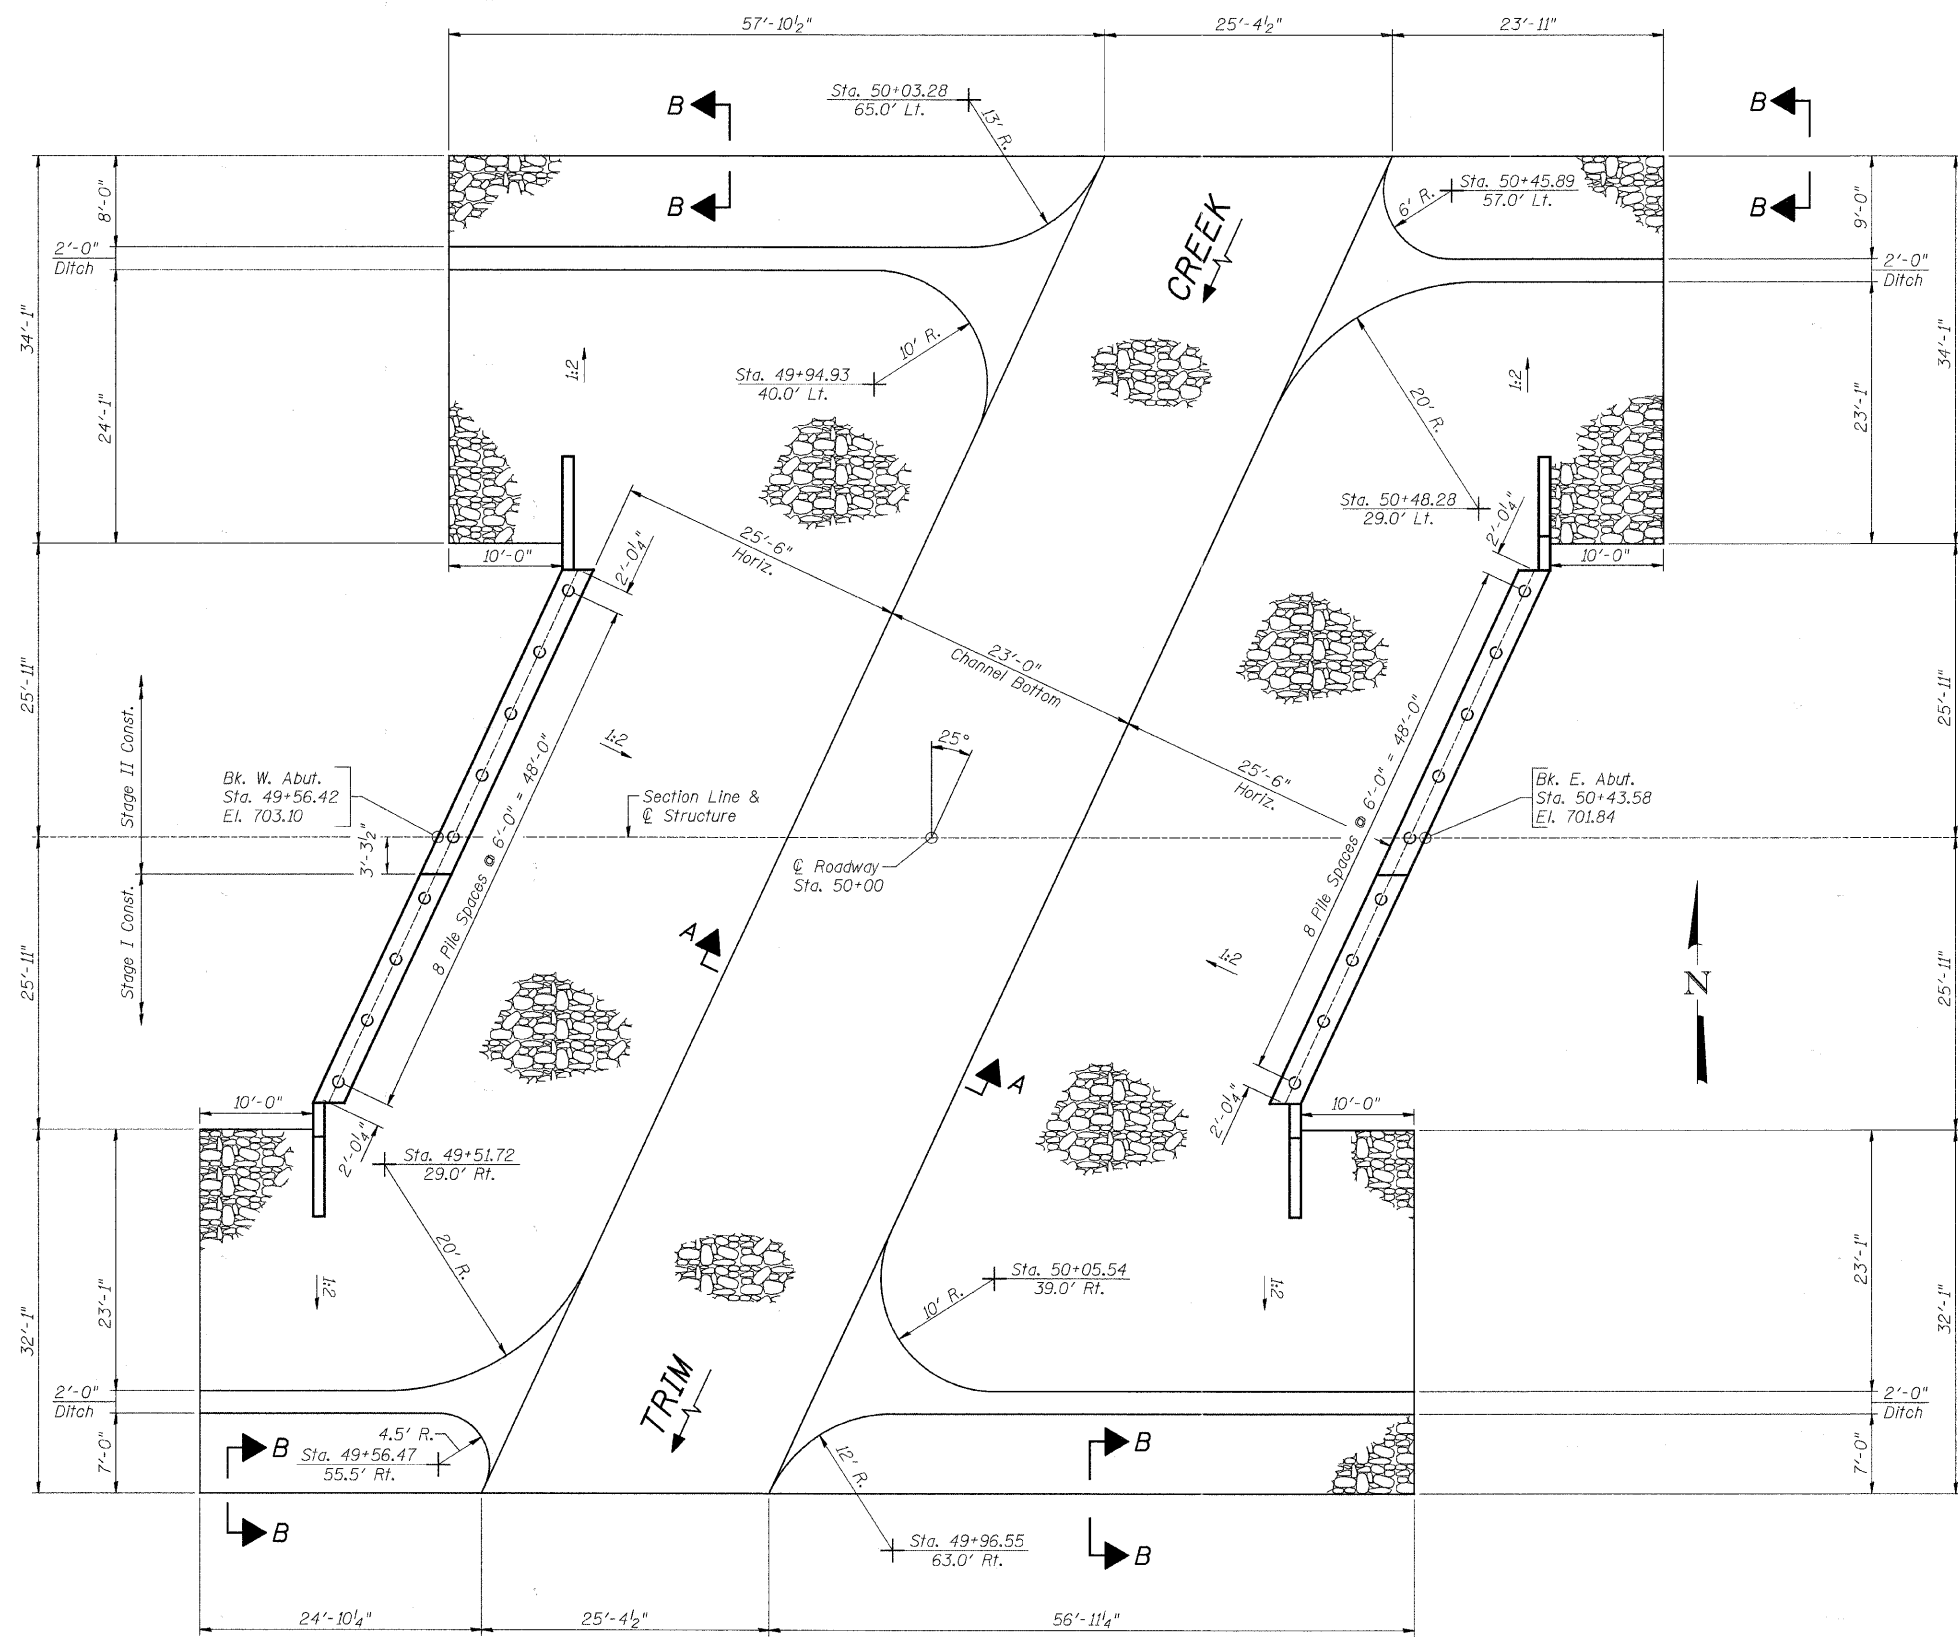 57'-10½"
25'-4½"
23'-11"
B
B
B
B
Sta. 50+03.28
65.0' Lt.
13' R.
Sta. 50+45.89
57.0' Lt.
6' R.
CREEK
8'-0"
9'-0"
2'-0"
Ditch
2'-0"
Ditch
34'-1"
34'-1"
24'-1"
23'-1"
1:2
10' R.
Sta. 49+94.93
40.0' Lt.
1:2
20' R.
Sta. 50+48.28
29.0' Lt.
2'-0¼"
10'-0"
10'-0"
25'-6"
Horiz.
2'-0¼"
23'-0"
Channel Bottom
25'-11"
25'-11"
Stage II Const.
1:2
8 Pile Spaces @ 6'-0" = 48'-0"
25°
25'-6"
Horiz.
8 Pile Spaces @ 6'-0" = 48'-0"
Bk. W. Abut.
Sta. 49+56.42
El. 703.10
Section Line &
℄ Structure
Bk. E. Abut.
Sta. 50+43.58
El. 701.84
3'-3½"
℄ Roadway
Sta. 50+00
Stage I Const.
25'-11"
25'-11"
A
1:2
N
A
10'-0"
10'-0"
2'-0¼"
2'-0¼"
Sta. 49+51.72
29.0' Rt.
20' R.
1:2
Sta. 50+05.54
39.0' Rt.
10' R.
1:2
23'-1"
23'-1"
32'-1"
32'-1"
TRIM
2'-0"
Ditch
2'-0"
Ditch
4.5' R.
Sta. 49+56.47
55.5' Rt.
7'-0"
7'-0"
12' R.
B
B
B
B
Sta. 49+96.55
63.0' Rt.
24'-10¼"
25'-4½"
56'-11¼"